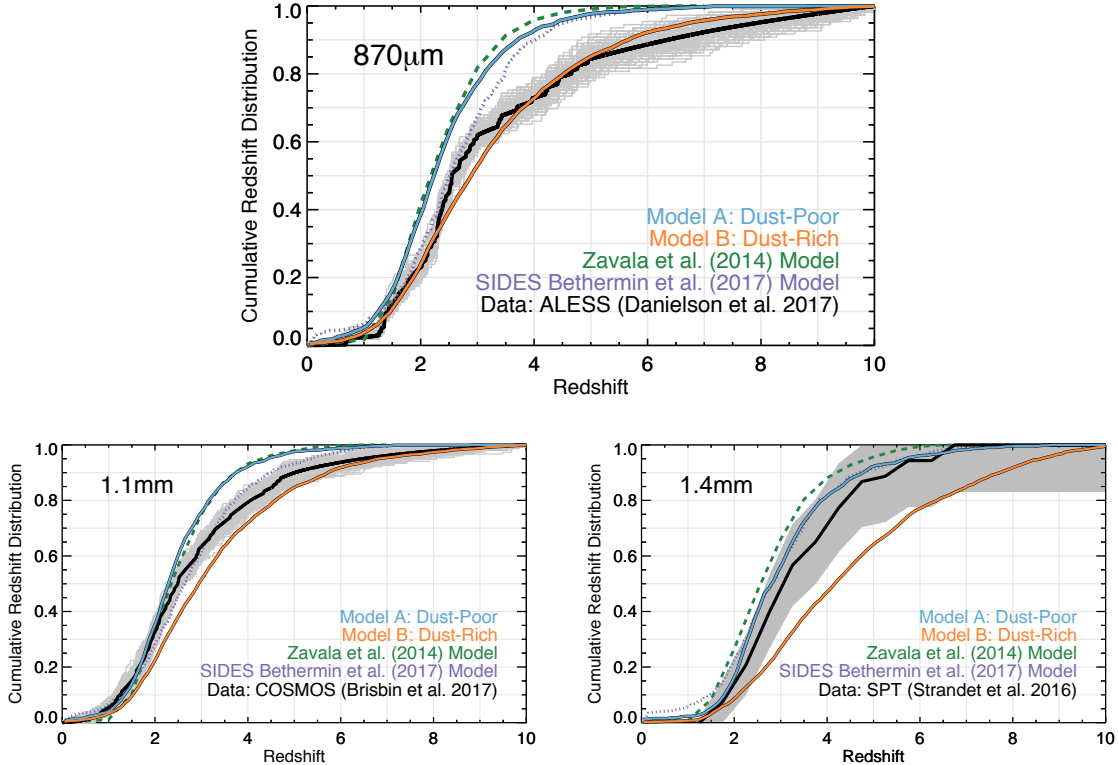 870μm
Cumulative Redshift Distribution
1.0
0.8
0.6
0.4
0.2
0.0
Model A: Dust-Poor
Model B: Dust-Rich
Zavala et al. (2014) Model
SIDES Bethermin et al. (2017) Model
Data: ALESS (Danielson et al. 2017)
0 2 4 6 8 10
Redshift
1.1mm
Cumulative Redshift Distribution
1.0
0.8
0.6
0.4
0.2
0.0
Model A: Dust-Poor
Model B: Dust-Rich
Zavala et al. (2014) Model
SIDES Bethermin et al. (2017) Model
Data: COSMOS (Brisbin et al. 2017)
0 2 4 6 8 10
Redshift
1.4mm
Cumulative Redshift Distribution
1.0
0.8
0.6
0.4
0.2
0.0
Model A: Dust-Poor
Model B: Dust-Rich
Zavala et al. (2014) Model
SIDES Bethermin et al. (2017) Model
Data: SPT (Strandet et al. 2016)
0 2 4 6 8 10
Redshift